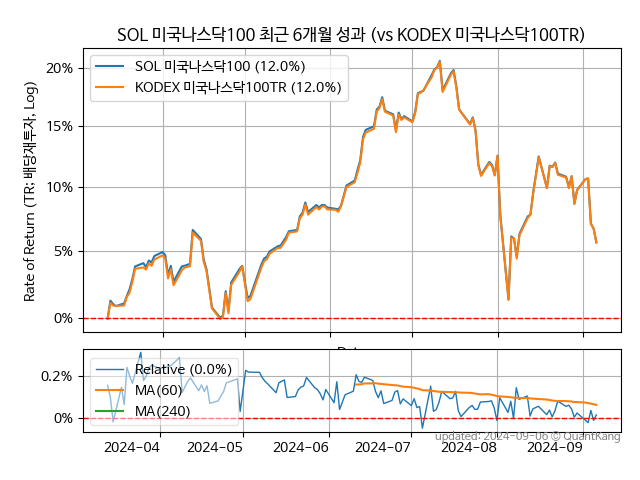 SOL 미국나스닥100 최근 6개월 성과 (vs KODEX 미국나스닥100TR)
SOL 미국나스닥100 (12.0%)
KODEX 미국나스닥100TR (12.0%)
Rate of Return (TR: 배당재투자, Log)
20%
15%
10%
5%
0%
Relative (0.0%)
MA(60)
MA(240)
0.2%
0%
2024-04
2024-05
2024-06
2024-07
2024-08
2024-09
updated: 2024-09-06 © QuantKang